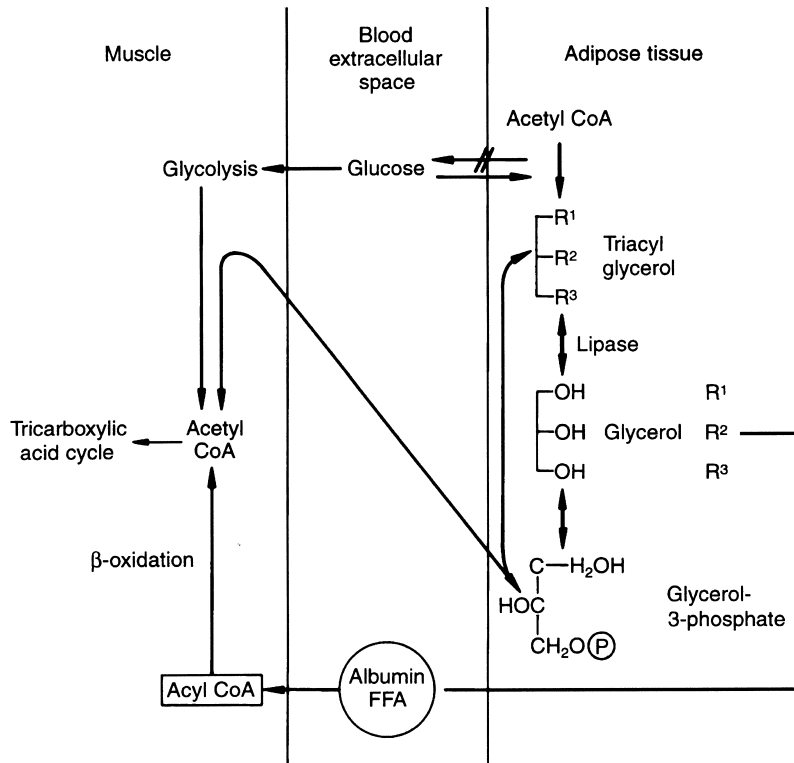 Muscle
Blood
extracellular
space
Adipose tissue
Acetyl CoA
Glycolysis
Glucose
R¹
R²
R³
Triacyl
glycerol
Lipase
OH
OH
OH
Glycerol
R¹
R²
R³
Tricarboxylic
acid cycle
Acetyl
CoA
β-oxidation
C—H₂OH
HOC
CH₂OⓅ
Glycerol-
3-phosphate
Acyl CoA
Albumin
FFA